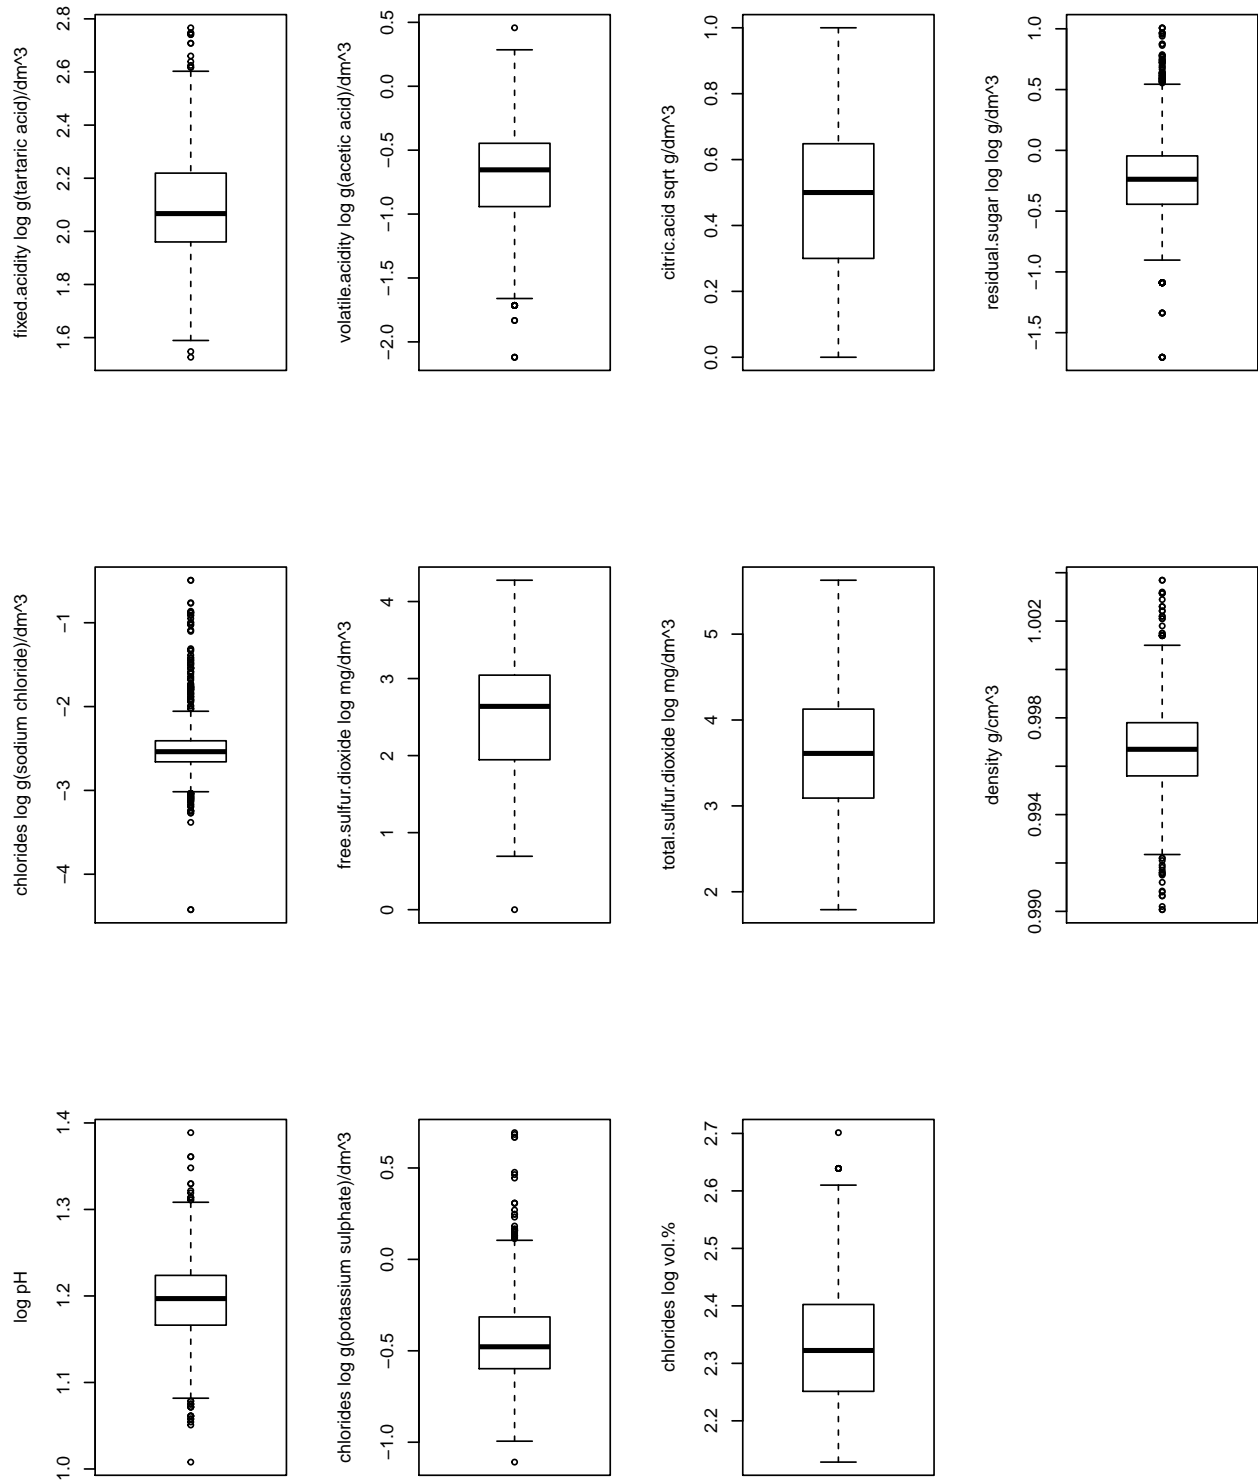 fixed.acidity log g(tartaric acid)/dm^3
1.6 1.8 2.0 2.2 2.4 2.6 2.8
volatile.acidity log g(acetic acid)/dm^3
−2.0 −1.5 −1.0 −0.5 0.0 0.5
citric.acid sqrt g/dm^3
0.0 0.2 0.4 0.6 0.8 1.0
residual.sugar log log g/dm^3
−1.5 −1.0 −0.5 0.0 0.5 1.0
chlorides log g(sodium chloride)/dm^3
−4 −3 −2 −1
free.sulfur.dioxide log mg/dm^3
0 1 2 3 4
total.sulfur.dioxide log mg/dm^3
2 3 4 5
density g/cm^3
0.990 0.994 0.998 1.002
log pH
1.0 1.1 1.2 1.3 1.4
chlorides log g(potassium sulphate)/dm^3
−1.0 −0.5 0.0 0.5
chlorides log vol.%
2.2 2.3 2.4 2.5 2.6 2.7